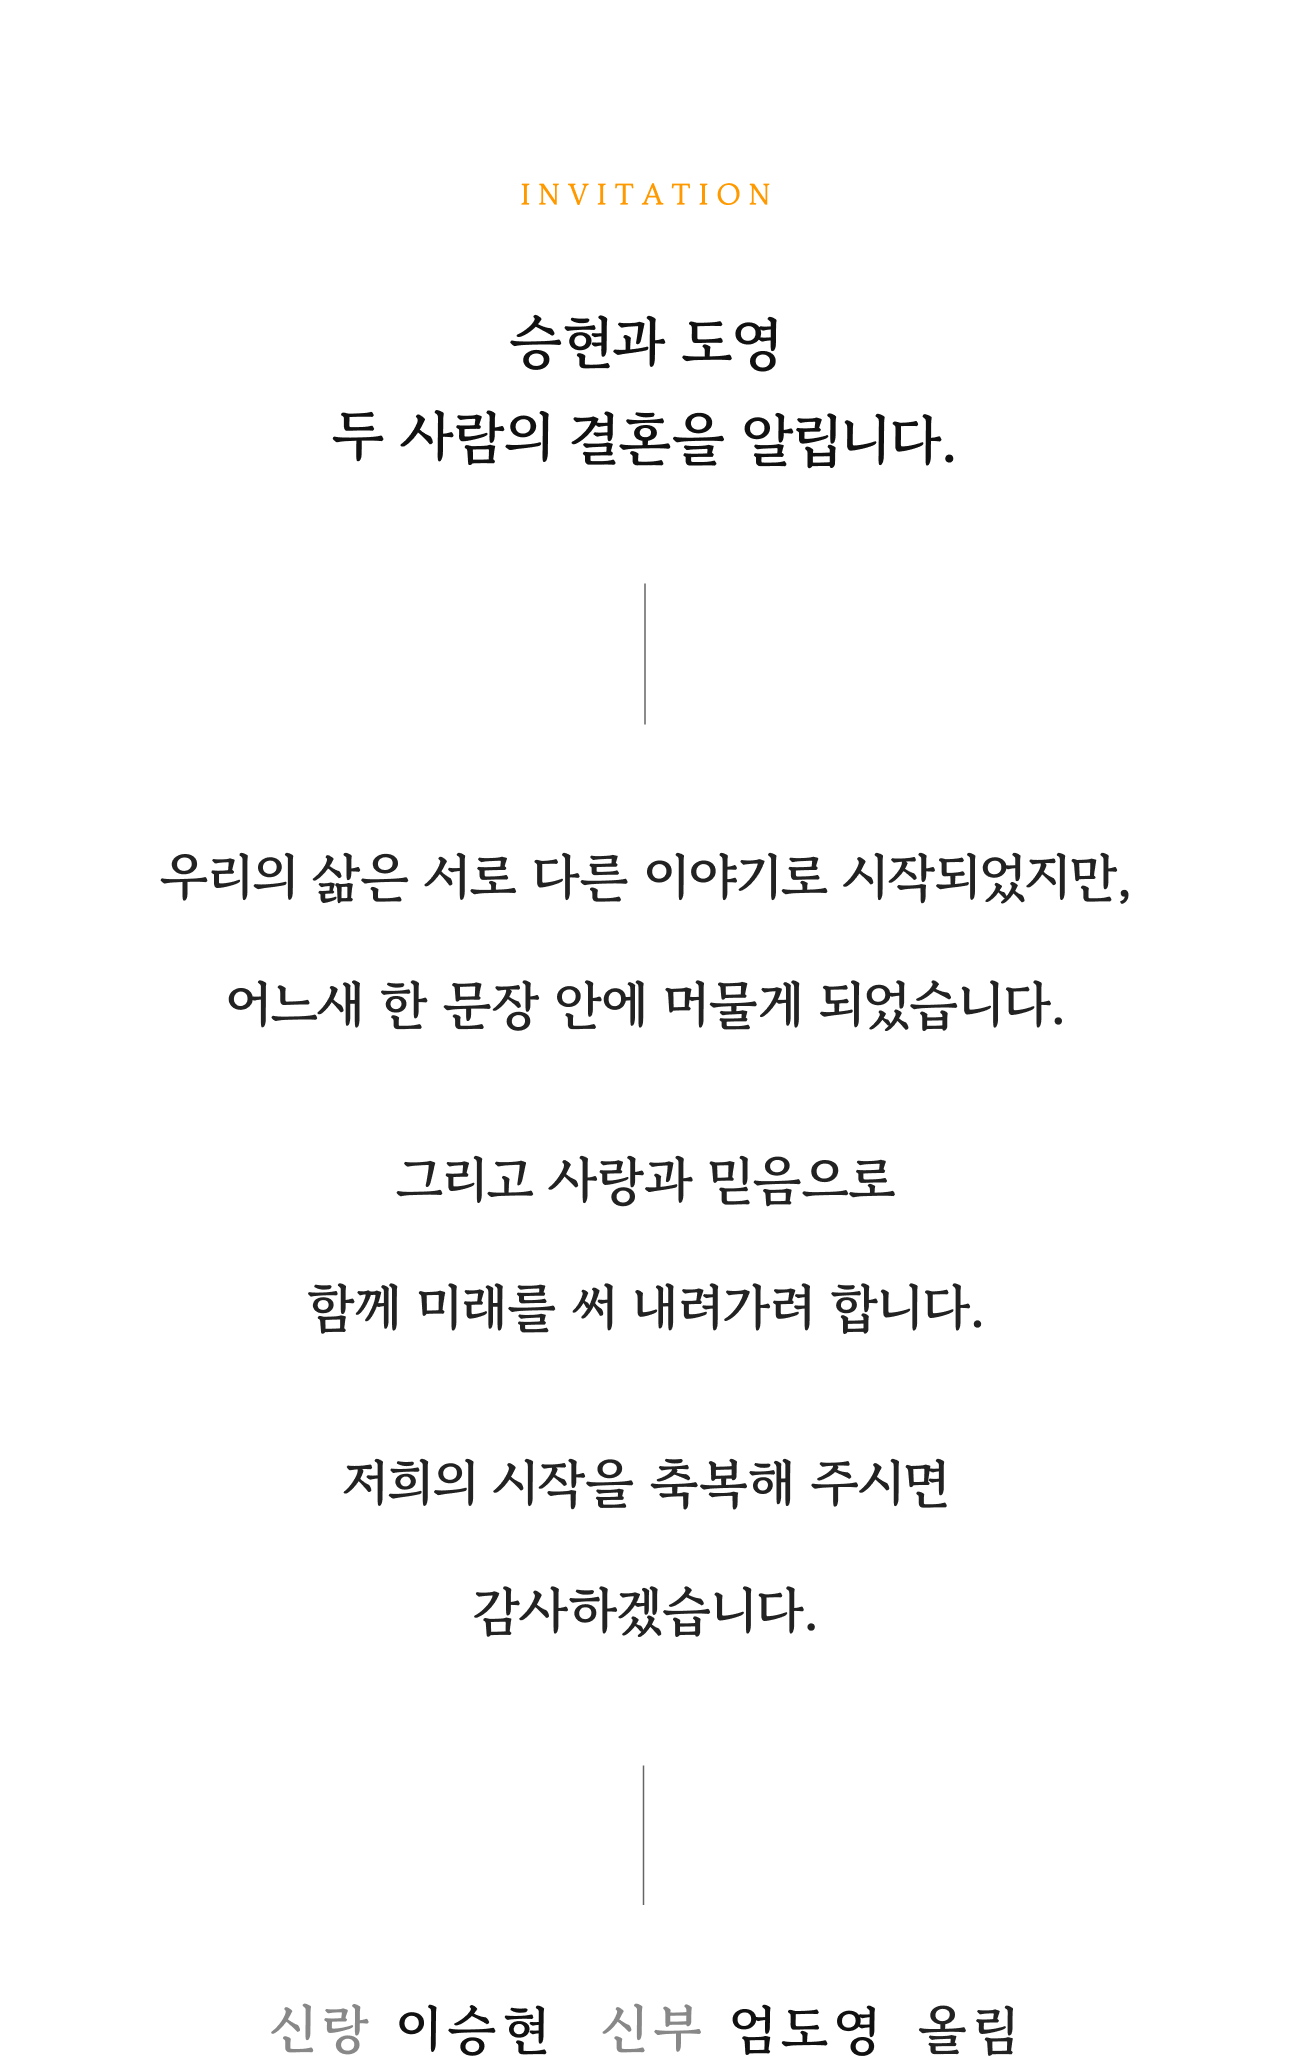 INVITATION
승현과 도영
두 사람의 결혼을 알립니다.
우리의 삶은 서로 다른 이야기로 시작되었지만,
어느새 한 문장 안에 머물게 되었습니다.
그리고 사랑과 믿음으로
함께 미래를 써 내려가려 합니다.
저희의 시작을 축복해 주시면
감사하겠습니다.
신랑 이승현 신부 엄도영 올림